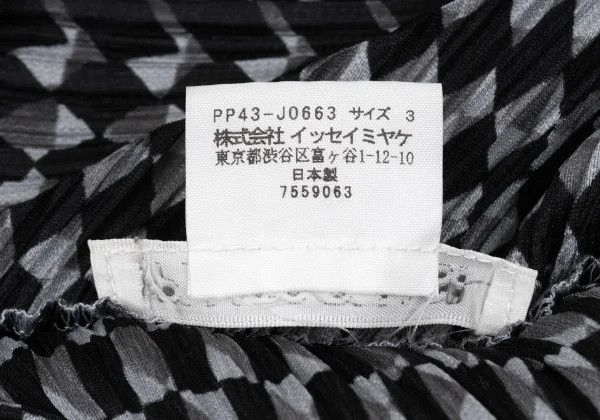 PP43-J0663 サイズ 3
株式会社 イッセイミヤケ
東京都渋谷区富ヶ谷1-12-10
日本製
7559063